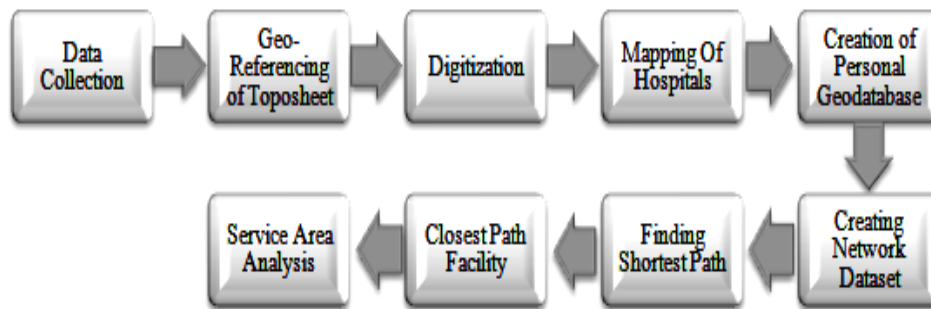 Data
Collection
Geo-
Referencing
of Toposheet
Digitization
Mapping Of
Hospitals
Creation of
Personal
Geodatabase
Creating
Network
Dataset
Finding
Shortest Path
Closest Path
Facility
Service Area
Analysis